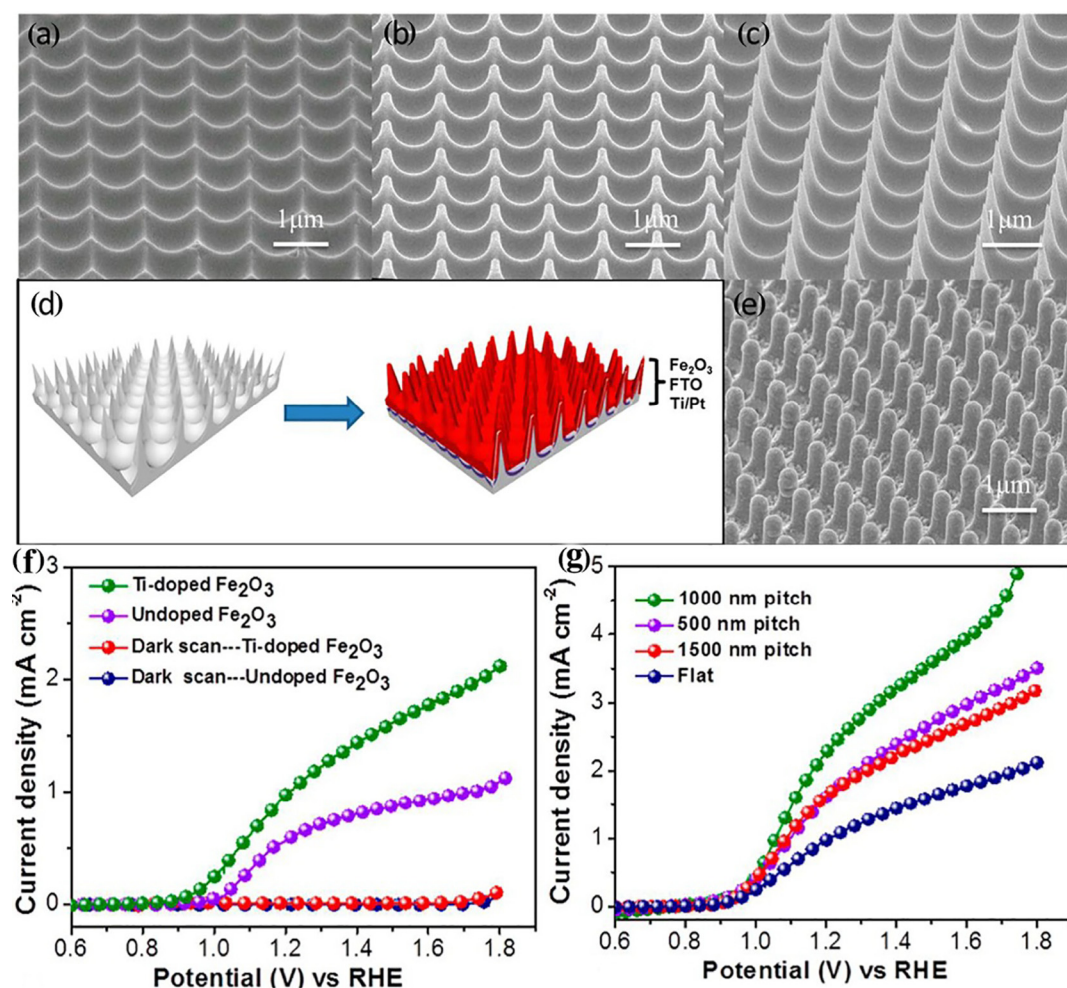 (a)
1μm
(b)
1μm
(c)
1μm
(d)
Fe₂O₃
FTO
Ti/Pt
(e)
1μm
(f)
Current density (mA cm⁻²)
3
2
1
0
Ti-doped Fe₂O₃
Undoped Fe₂O₃
Dark scan---Ti-doped Fe₂O₃
Dark scan---Undoped Fe₂O₃
0.6 0.8 1.0 1.2 1.4 1.6 1.8
Potential (V) vs RHE
(g)
Current density (mA cm⁻²)
5
4
3
2
1
0
1000 nm pitch
500 nm pitch
1500 nm pitch
Flat
0.6 0.8 1.0 1.2 1.4 1.6 1.8
Potential (V) vs RHE